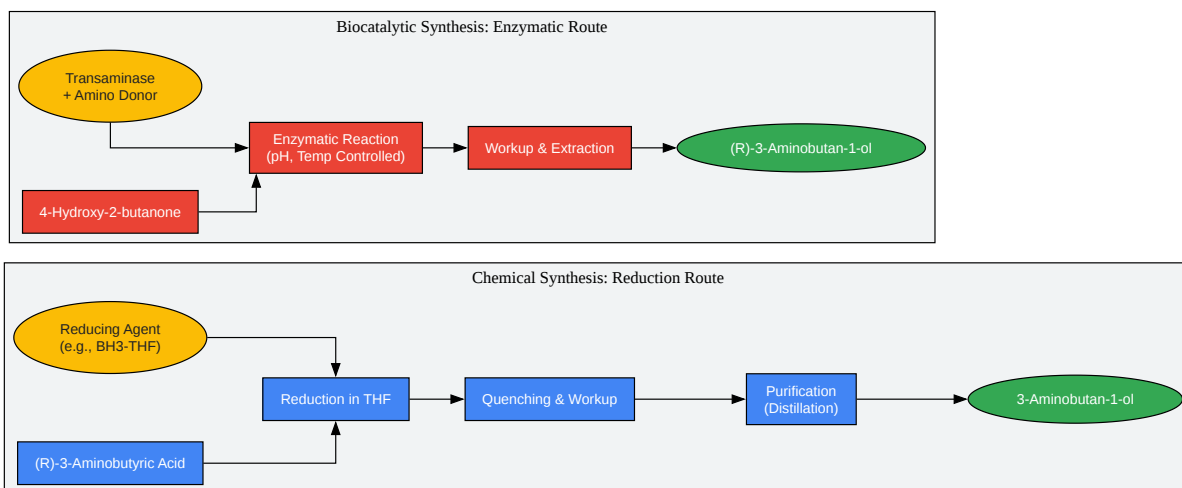 Biocatalytic Synthesis: Enzymatic Route
Transaminase
+ Amino Donor
Enzymatic Reaction
(pH, Temp Controlled)
Workup & Extraction
(R)-3-Aminobutan-1-ol
4-Hydroxy-2-butanone
Chemical Synthesis: Reduction Route
Reducing Agent
(e.g., BH3-THF)
Reduction in THF
Quenching & Workup
Purification
(Distillation)
3-Aminobutan-1-ol
(R)-3-Aminobutyric Acid